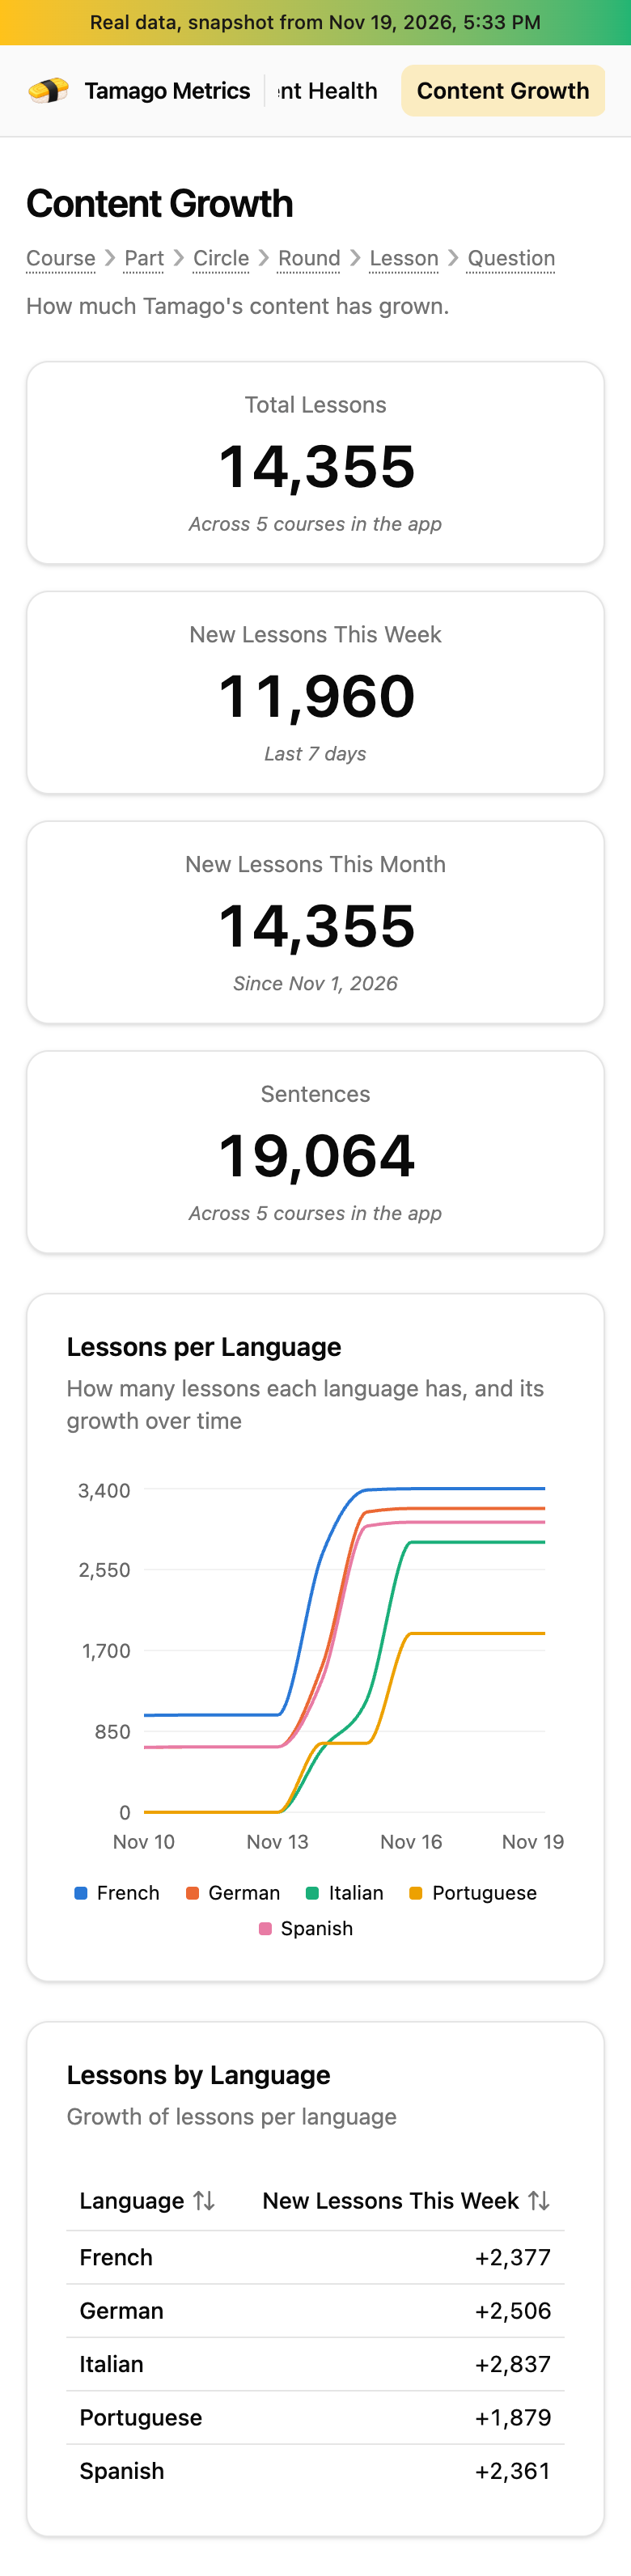 Real data, snapshot from Nov 19, 2026, 5:33 PM
Tamago Metrics
nt Health
Content Growth
Content Growth
Course > Part > Circle > Round > Lesson > Question
How much Tamago's content has grown.
Total Lessons
14,355
Across 5 courses in the app
New Lessons This Week
11,960
Last 7 days
New Lessons This Month
14,355
Since Nov 1, 2026
Sentences
19,064
Across 5 courses in the app
Lessons per Language
How many lessons each language has, and its
growth over time
3,400
2,550
1,700
850
0
Nov 10 Nov 13 Nov 16 Nov 19
French German Italian Portuguese
Spanish
Lessons by Language
Growth of lessons per language
Language New Lessons This Week
French +2,377
German +2,506
Italian +2,837
Portuguese +1,879
Spanish +2,361